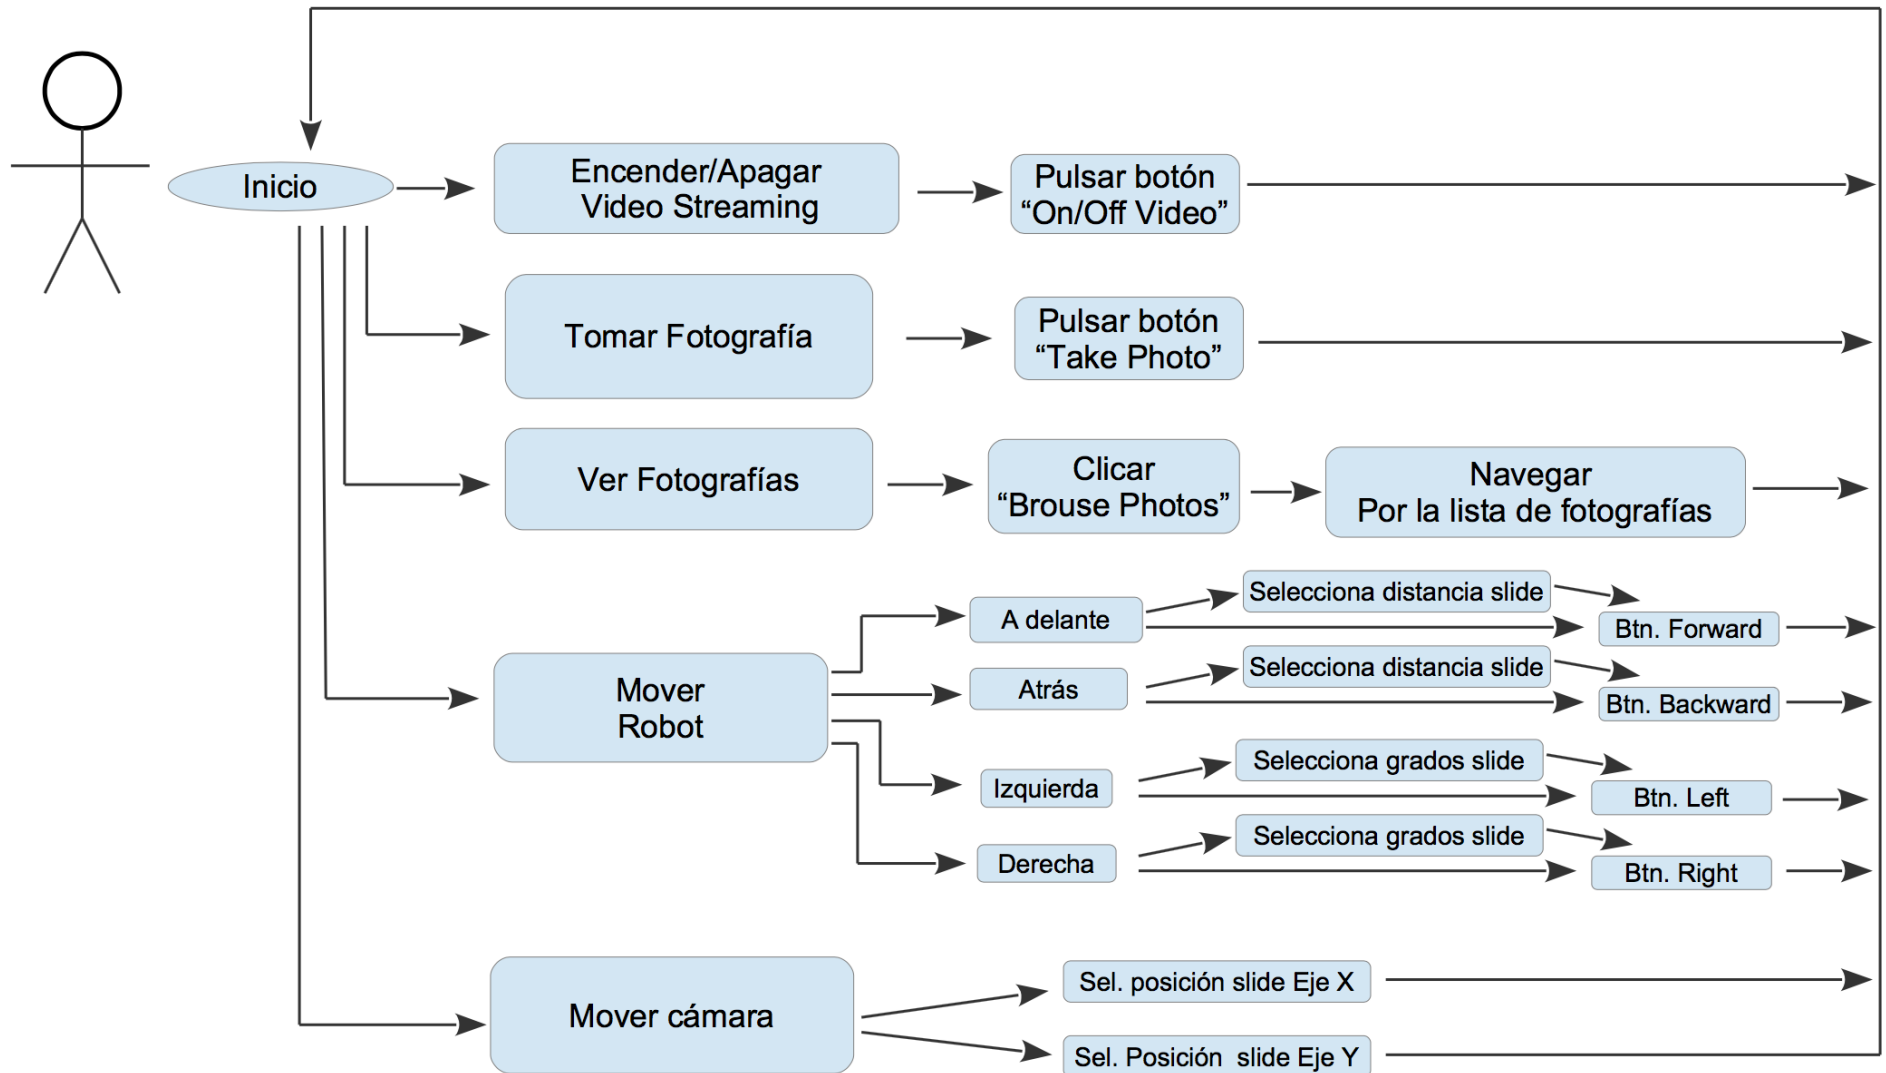 Inicio
Encender/Apagar
Video Streaming
Pulsar botón
“On/Off Video”
Tomar Fotografía
Pulsar botón
“Take Photo”
Ver Fotografías
Clicar
“Brouse Photos”
Navegar
Por la lista de fotografías
Mover
Robot
A delante
Selecciona distancia slide
Btn. Forward
Atrás
Selecciona distancia slide
Btn. Backward
Izquierda
Selecciona grados slide
Btn. Left
Derecha
Selecciona grados slide
Btn. Right
Mover cámara
Sel. posición slide Eje X
Sel. Posición slide Eje Y